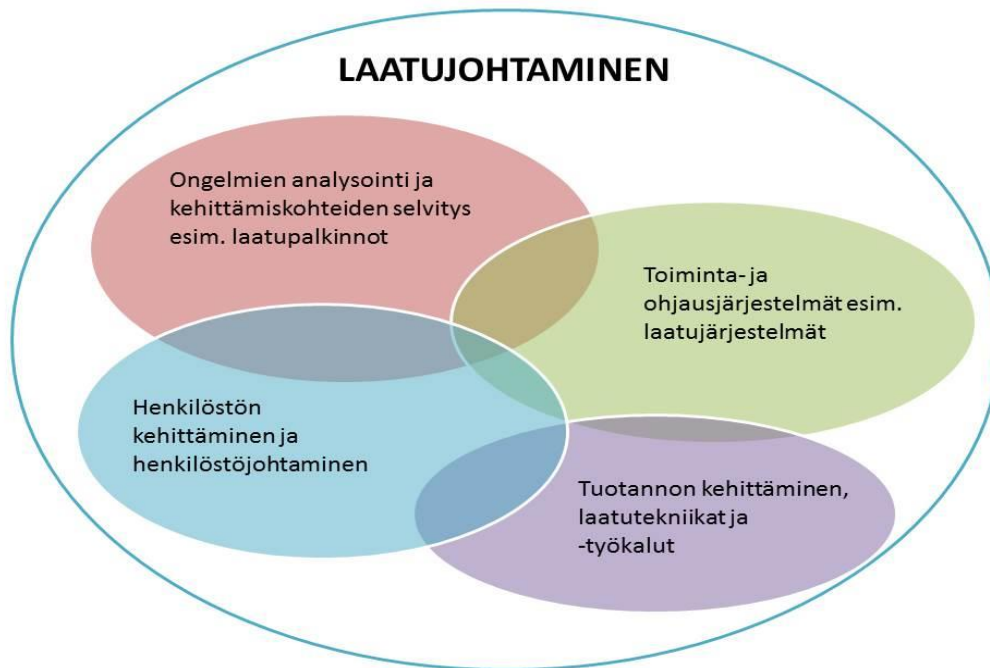 LAATUJOHTAMINEN
Ongelmien analysointi ja
kehittämiskohteiden selvitys
esim. laatupalkinnot
Toiminta- ja
ohjausjärjestelmät esim.
laatujärjestelmät
Henkilöstön
kehittäminen ja
henkilöstöjohtaminen
Tuotannon kehittäminen,
laatutekniikat ja
-työkalut